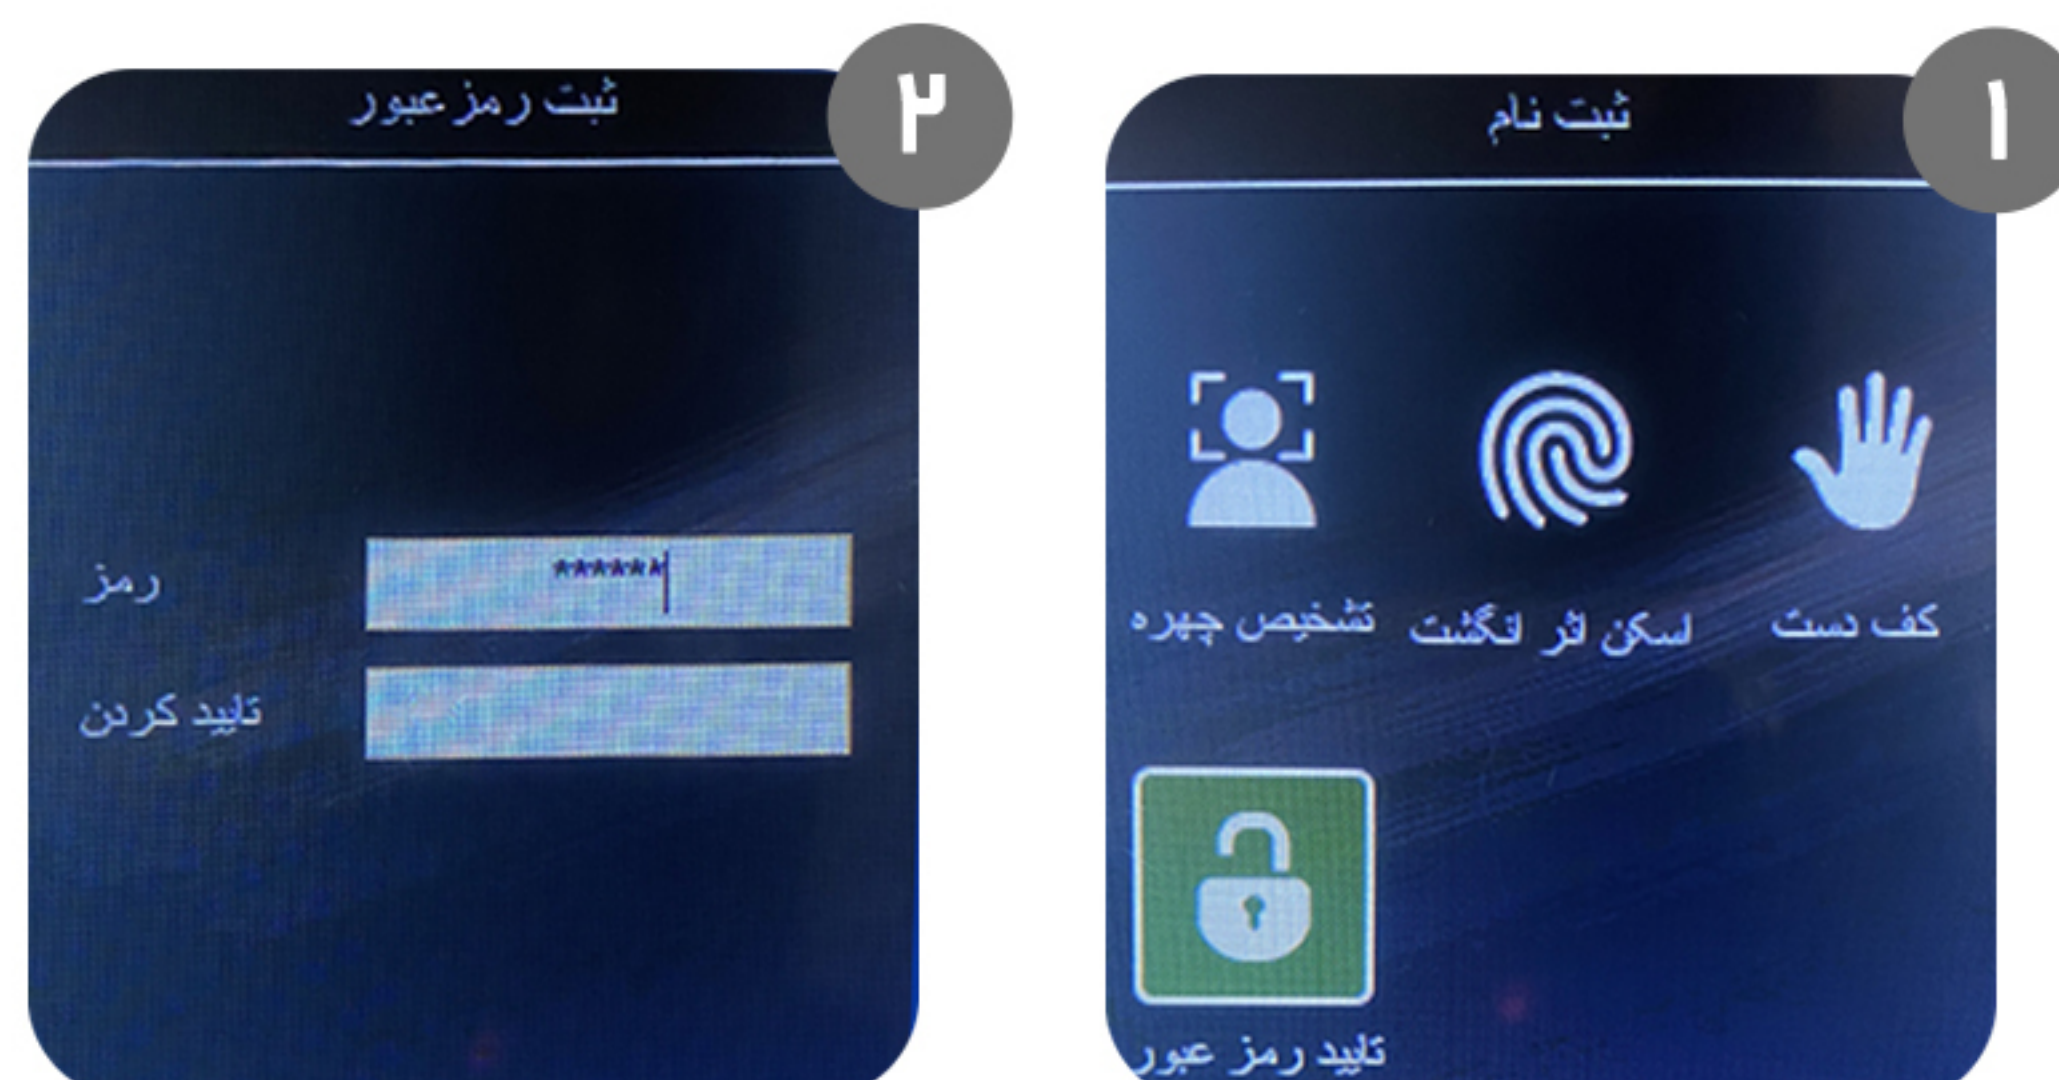 ۱
ثبت نام
کف دست
اسکن اثر انگشت
تشخیص چهره
تایید رمز عبور
۲
ثبت رمز عبور
رمز
******
تایید کردن